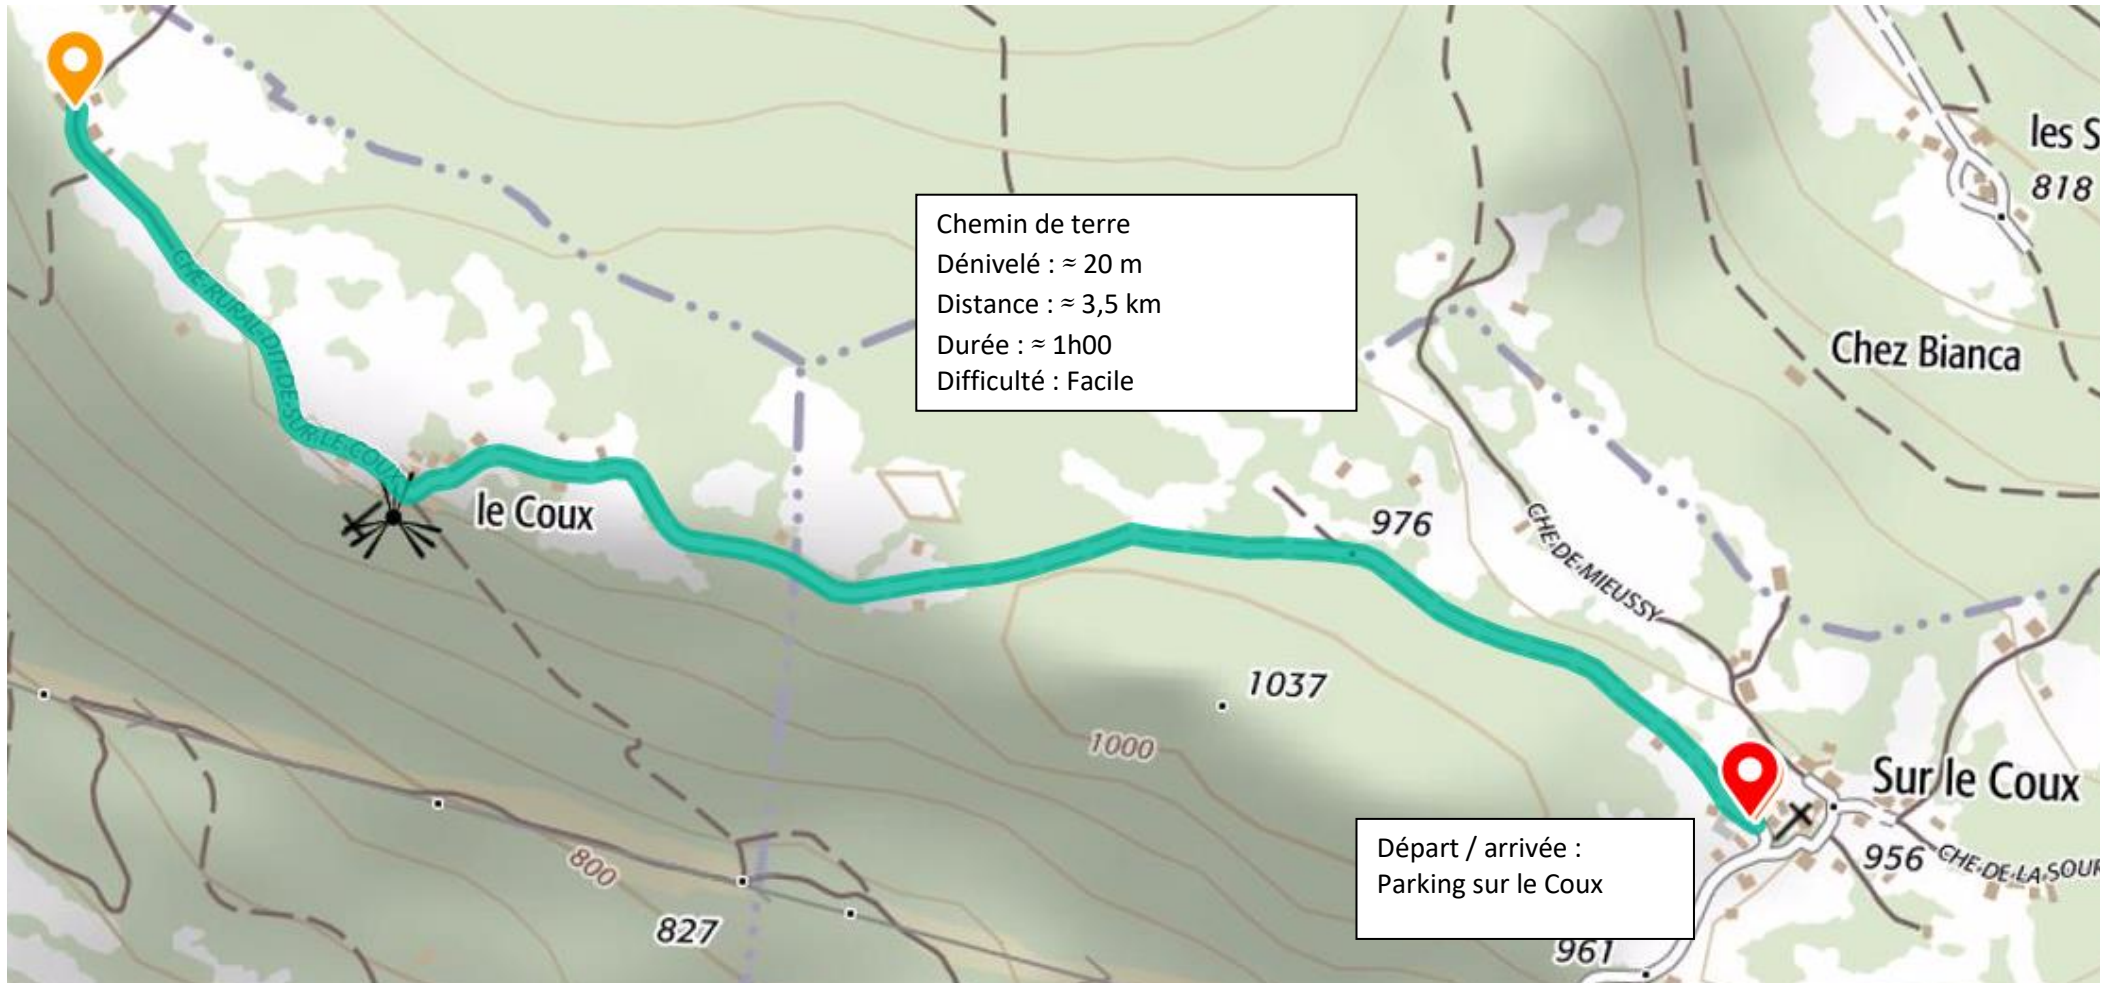 les S
818
Chemin de terre
Dénivelé : ≈ 20 m
Distance : ≈ 3,5 km
Durée : ≈ 1h00
Difficulté : Facile
CHE-RURAL-DIT-DE-SUR-LE-COUX
Chez Bianca
le Coux
976
CHE-DE-MIEUSSY
1037
1000
Sur le Coux
Départ / arrivée :
Parking sur le Coux
956
CHE-DE-LA-SOUR
800
827
961